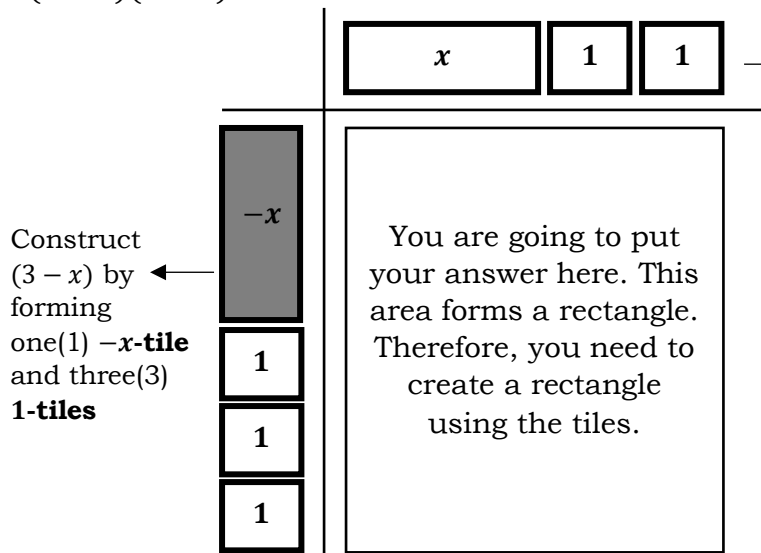 x 1 1
−x
Construct
(3 − x) by
forming
one(1) −x-tile
and three(3)
1-tiles
You are going to put
your answer here. This
area forms a rectangle.
Therefore, you need to
create a rectangle
using the tiles.
1
1
1